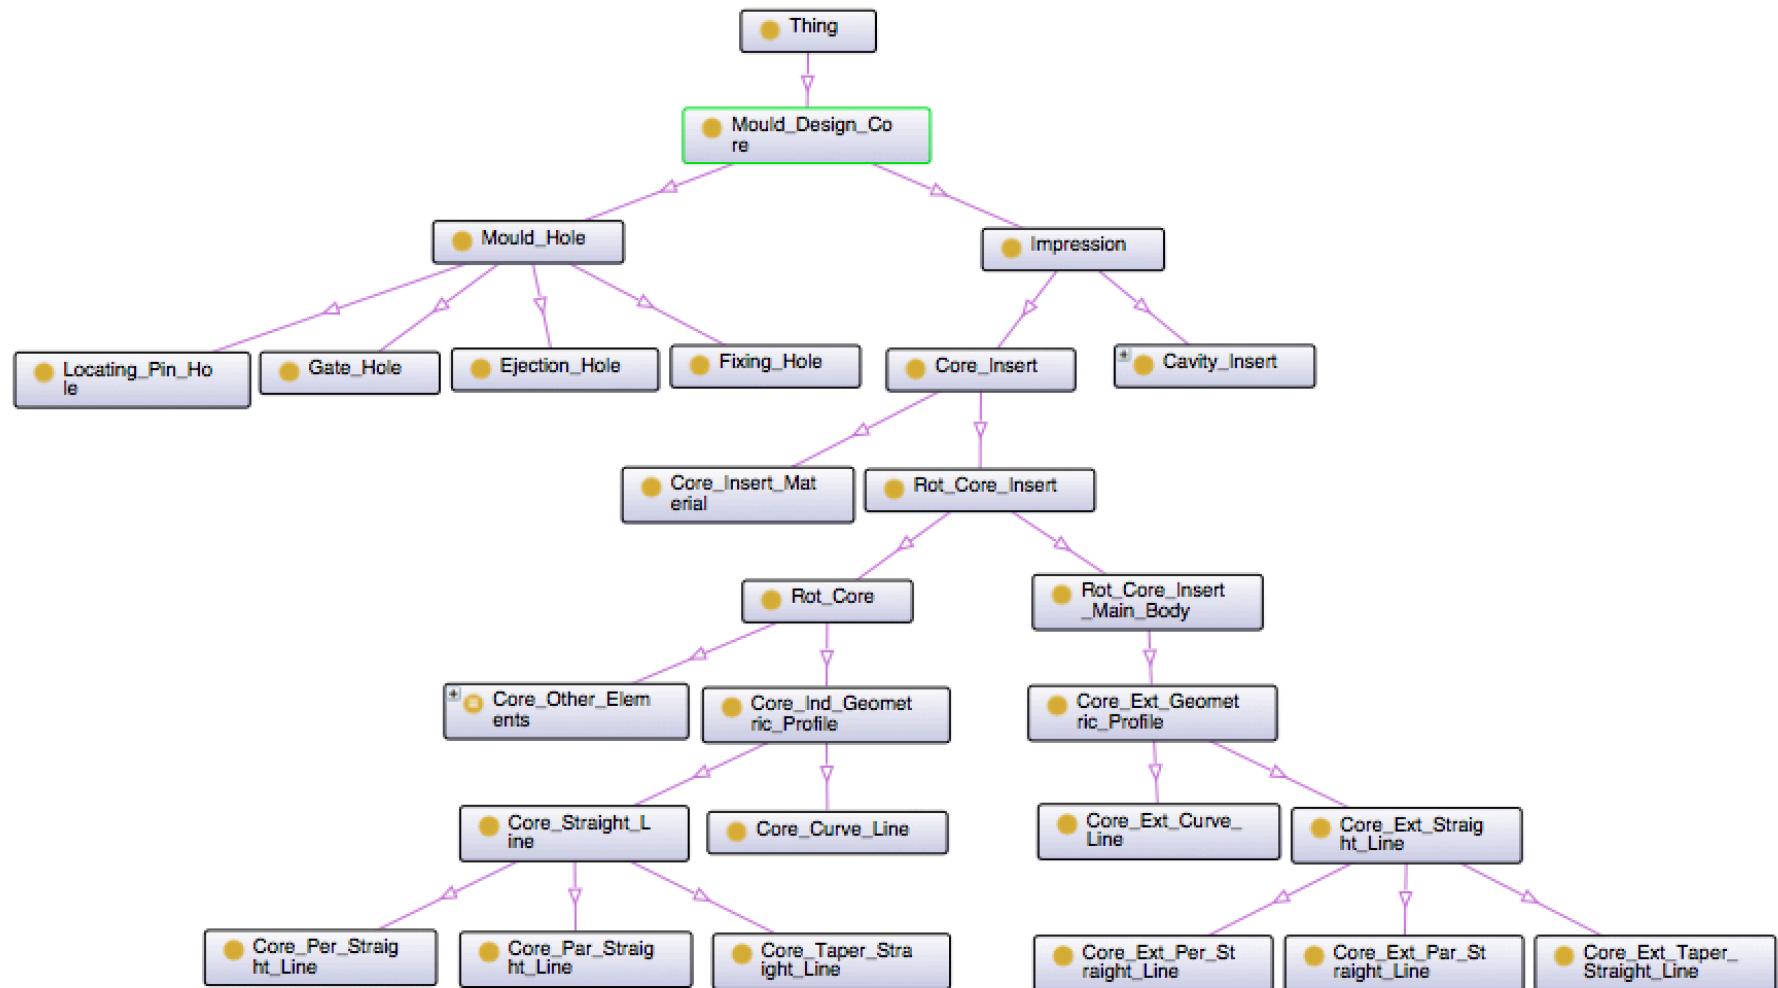 Thing
Mould_Design_Co
re
Mould_Hole
Impression
Locating_Pin_Ho
le
Gate_Hole
Ejection_Hole
Fixing_Hole
Core_Insert
Cavity_Insert
Core_Insert_Mat
erial
Rot_Core_Insert
Rot_Core
Rot_Core_Insert
_Main_Body
Core_Other_Elem
ents
Core_Ind_Geomet
ric_Profile
Core_Ext_Geomet
ric_Profile
Core_Straight_L
ine
Core_Curve_Line
Core_Ext_Curve_
Line
Core_Ext_Straig
ht_Line
Core_Per_Straig
ht_Line
Core_Par_Straig
ht_Line
Core_Taper_Stra
ight_Line
Core_Ext_Per_St
raight_Line
Core_Ext_Par_St
raight_Line
Core_Ext_Taper_
Straight_Line